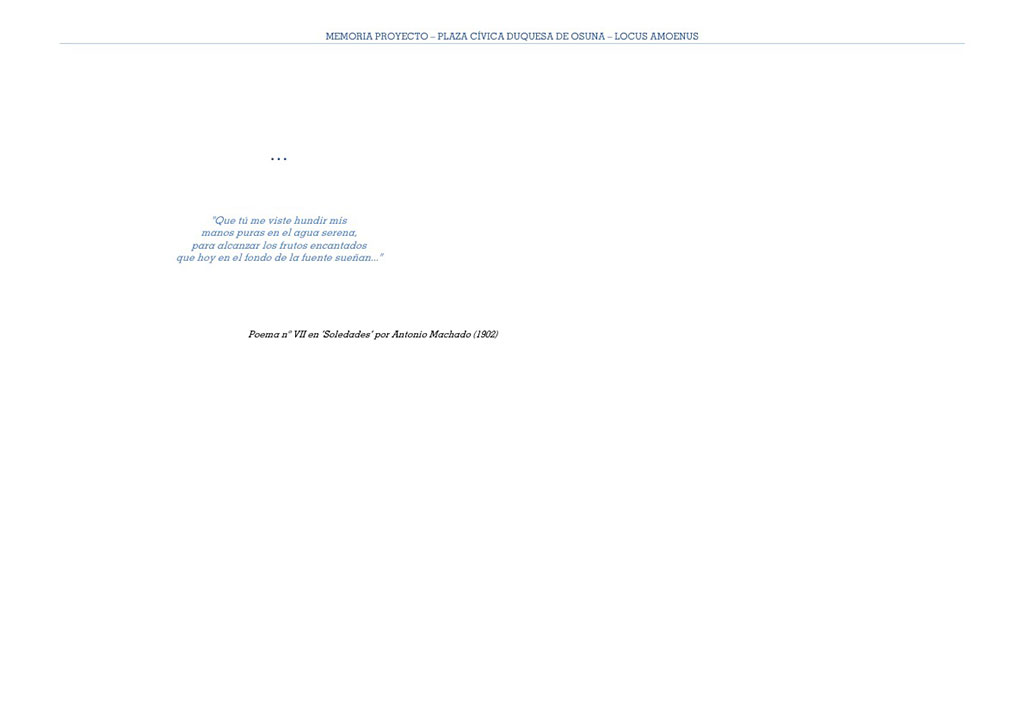 MEMORIA PROYECTO – PLAZA CÍVICA DUQUESA DE OSUNA – LOCUS AMOENUS
...
"Que tú me viste hundir mis
manos puras en el agua serena,
para alcanzar los frutos encantados
que hoy en el fondo de la fuente sueñan..."
Poema nº VII en 'Soledades' por Antonio Machado (1902)